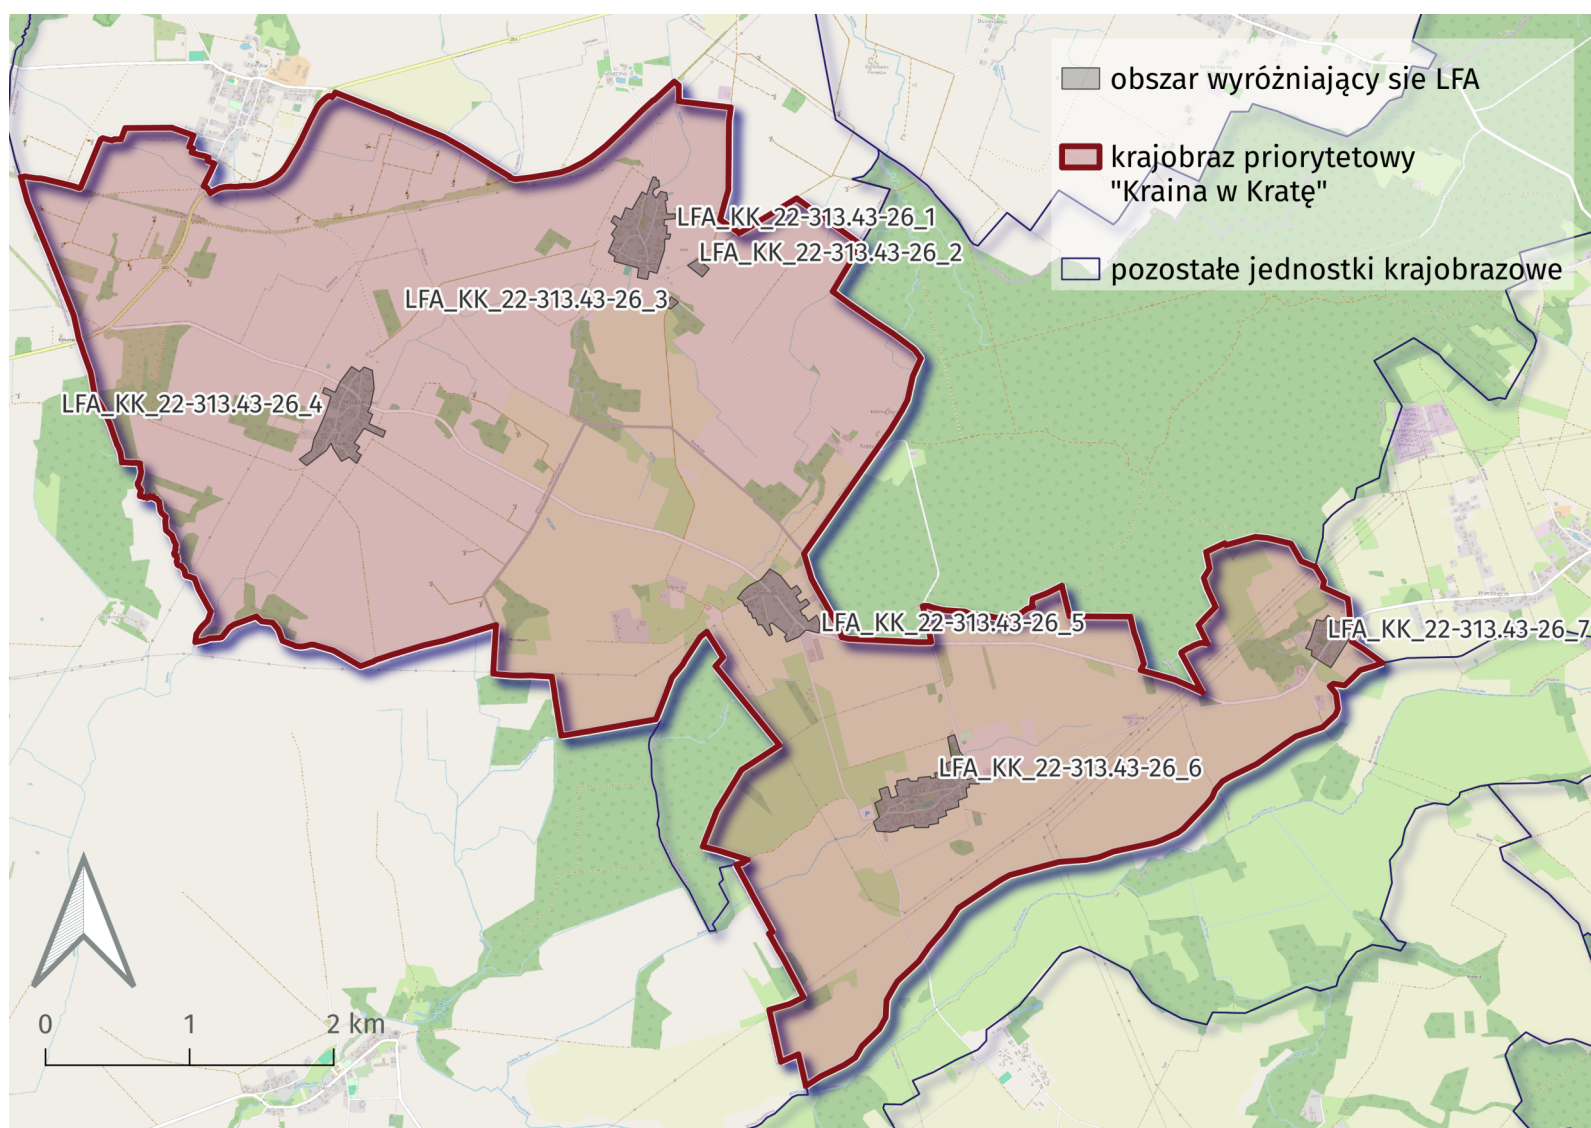 obszar wyróżniający sie LFA
krajobraz priorytetowy
"Kraina w Kratę"
pozostałe jednostki krajobrazowe
LFA_KK_22-313.43-26_1
LFA_KK_22-313.43-26_2
LFA_KK_22-313.43-26_3
LFA_KK_22-313.43-26_4
LFA_KK_22-313.43-26_5
LFA_KK_22-313.43-26_7
LFA_KK_22-313.43-26_6
0 1 2 km